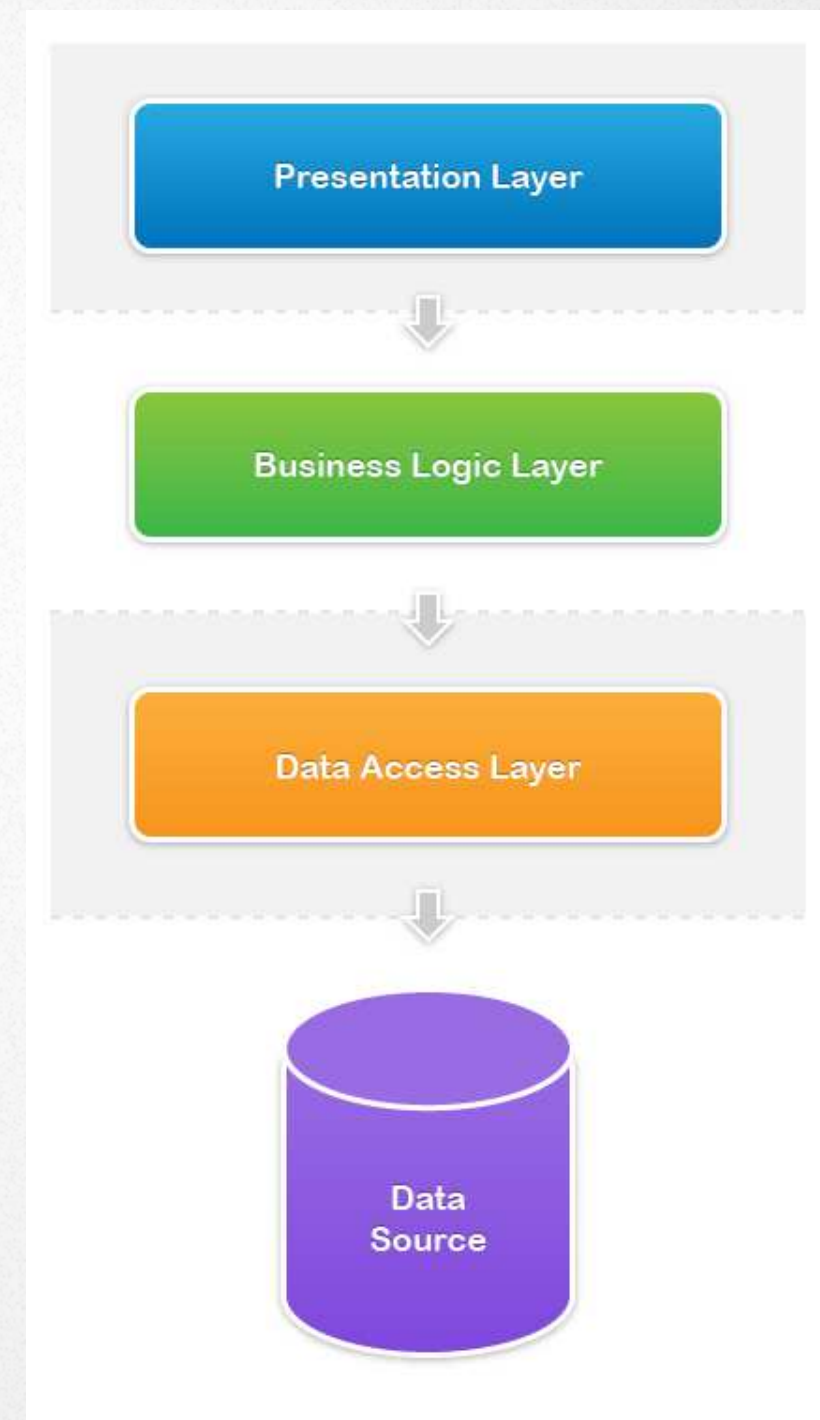 Presentation Layer
Business Logic Layer
Data Access Layer
Data
Source